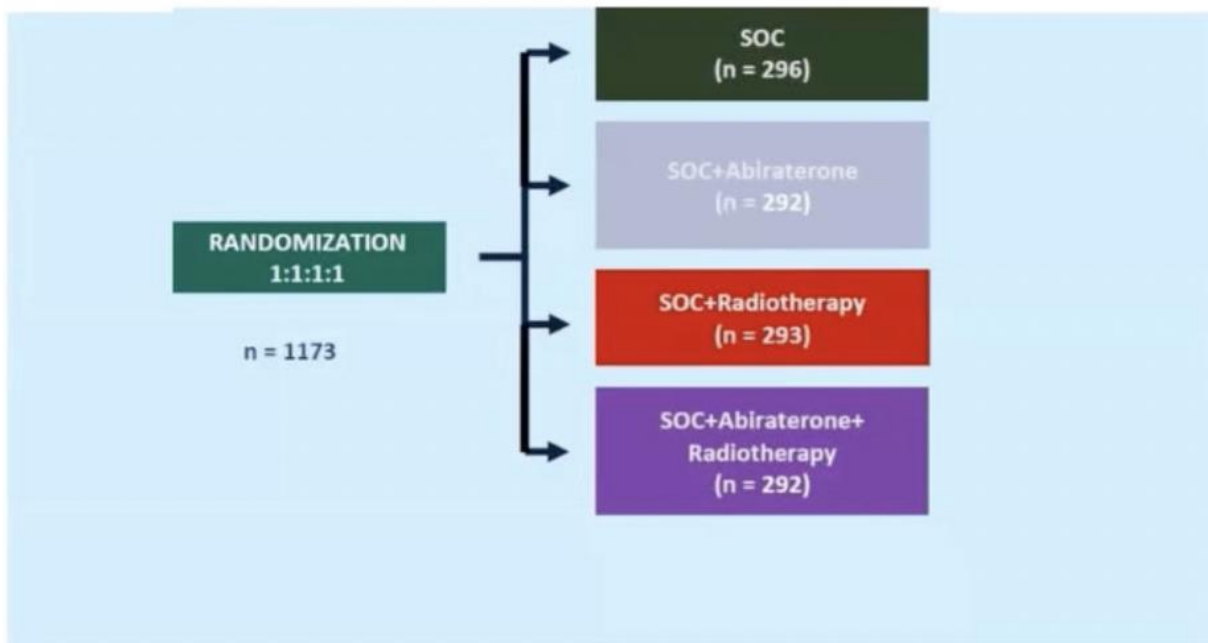 SOC
(n = 296)
SOC+Abiraterone
(n = 292)
RANDOMIZATION
1:1:1:1
n = 1173
SOC+Radiotherapy
(n = 293)
SOC+Abiraterone+
Radiotherapy
(n = 292)